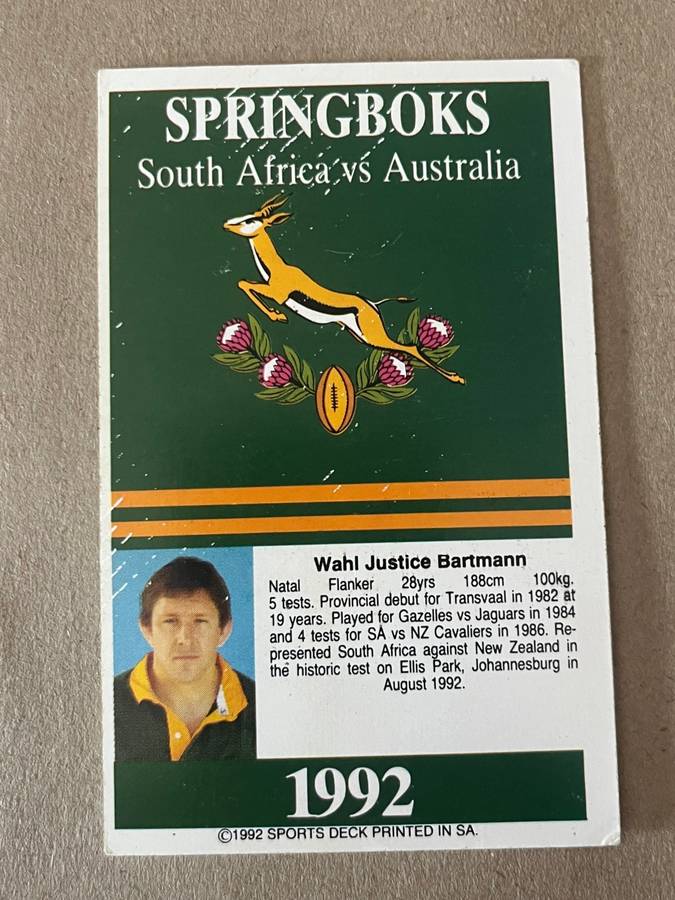 SPRINGBOKS
South Africa vs Australia
Wahl Justice Bartmann
Natal Flanker 28yrs 188cm 100kg.
5 tests. Provincial debut for Transvaal in 1982 at
19 years. Played for Gazelles vs Jaguars in 1984
and 4 tests for SA vs NZ Cavaliers in 1986. Re-
presented South Africa against New Zealand in
the historic test on Ellis Park, Johannesburg in
August 1992.
1992
©1992 SPORTS DECK PRINTED IN SA.